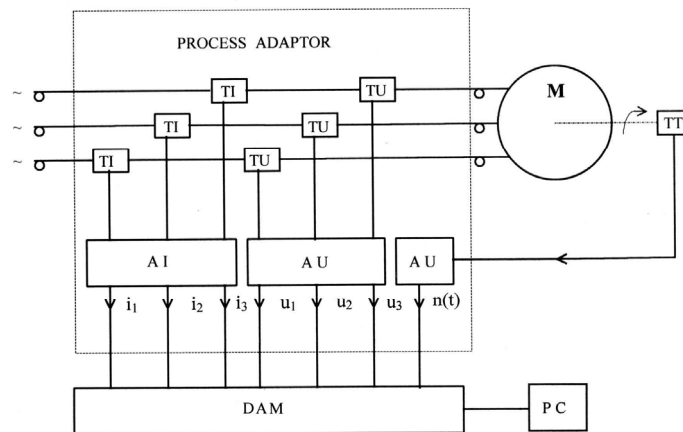 PROCESS ADAPTOR
~ TI TU M
~ TI TU TT
~ TI TU
A I A U A U
i₁ i₂ i₃ u₁ u₂ u₃ n(t)
DAM P C